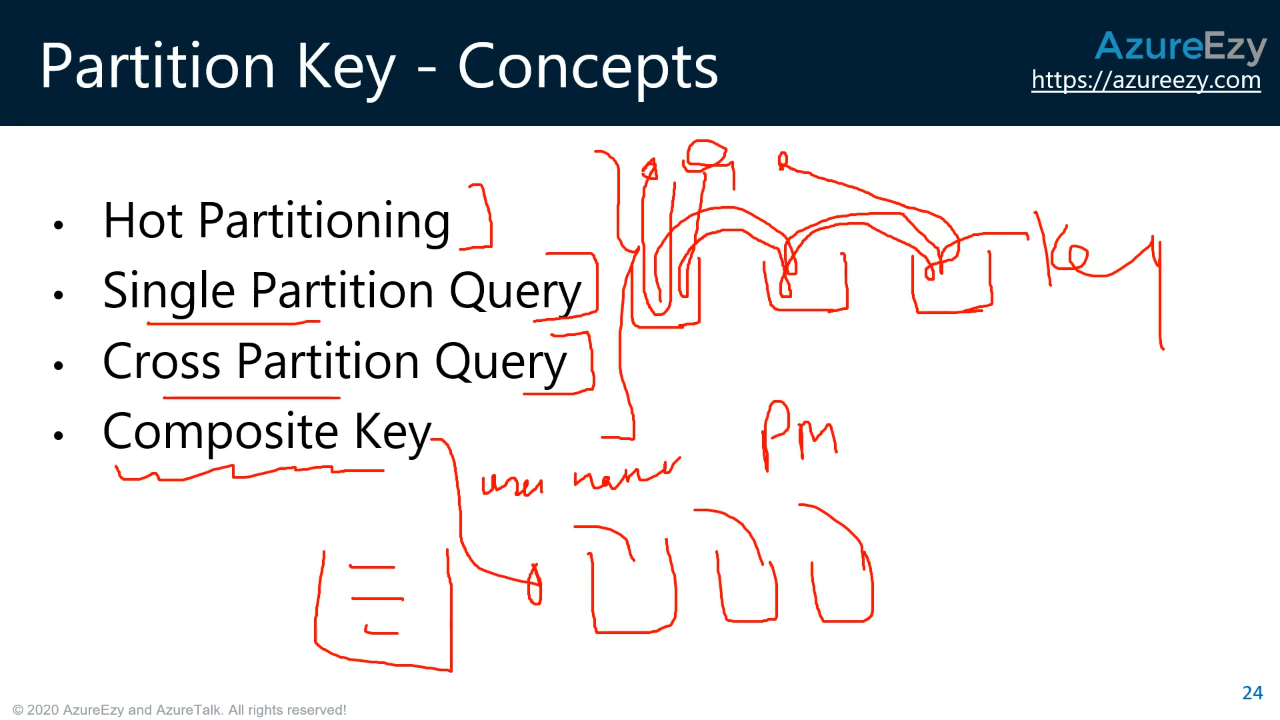 Partition Key - Concepts
AzureEzy
https://azureezy.com
• Hot Partitioning
• Single Partition Query
• Cross Partition Query
• Composite Key
Key
PM
user name
24
© 2020 AzureEzy and AzureTalk. All rights reserved!